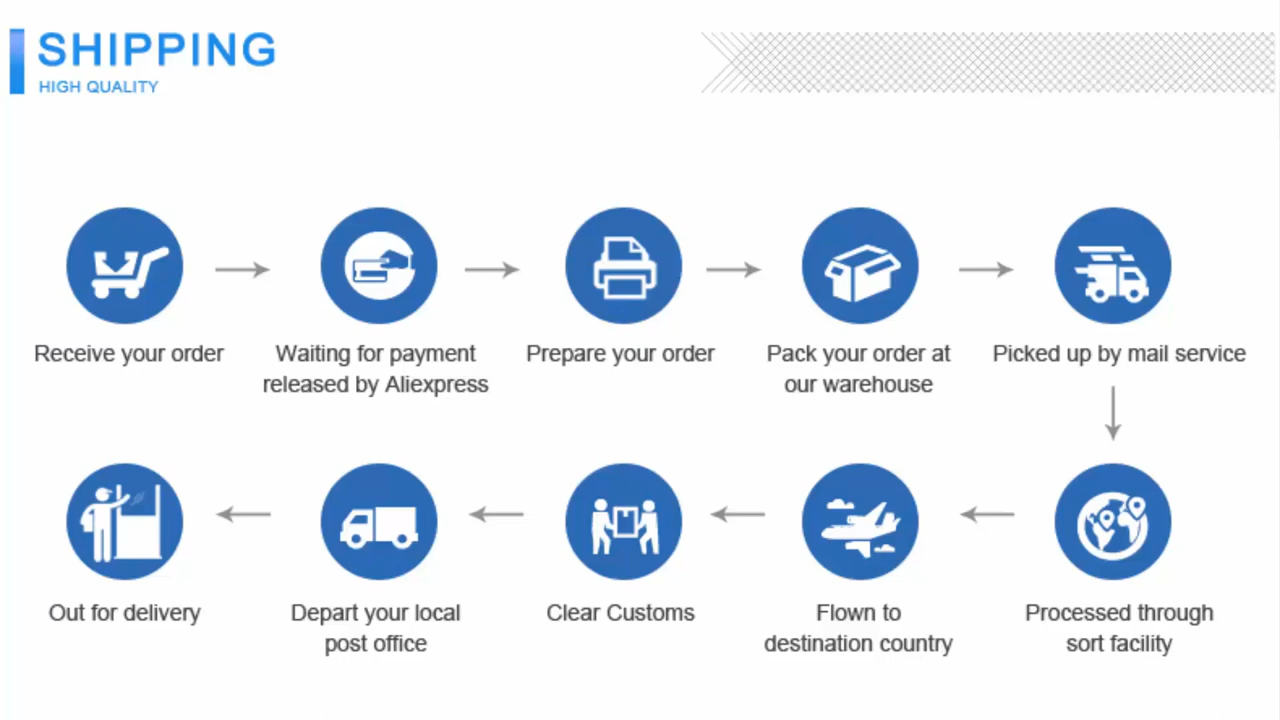 SHIPPING
HIGH QUALITY
Receive your order
Waiting for payment
released by Aliexpress
Prepare your order
Pack your order at
our warehouse
Picked up by mail service
Out for delivery
Depart your local
post office
Clear Customs
Flown to
destination country
Processed through
sort facility